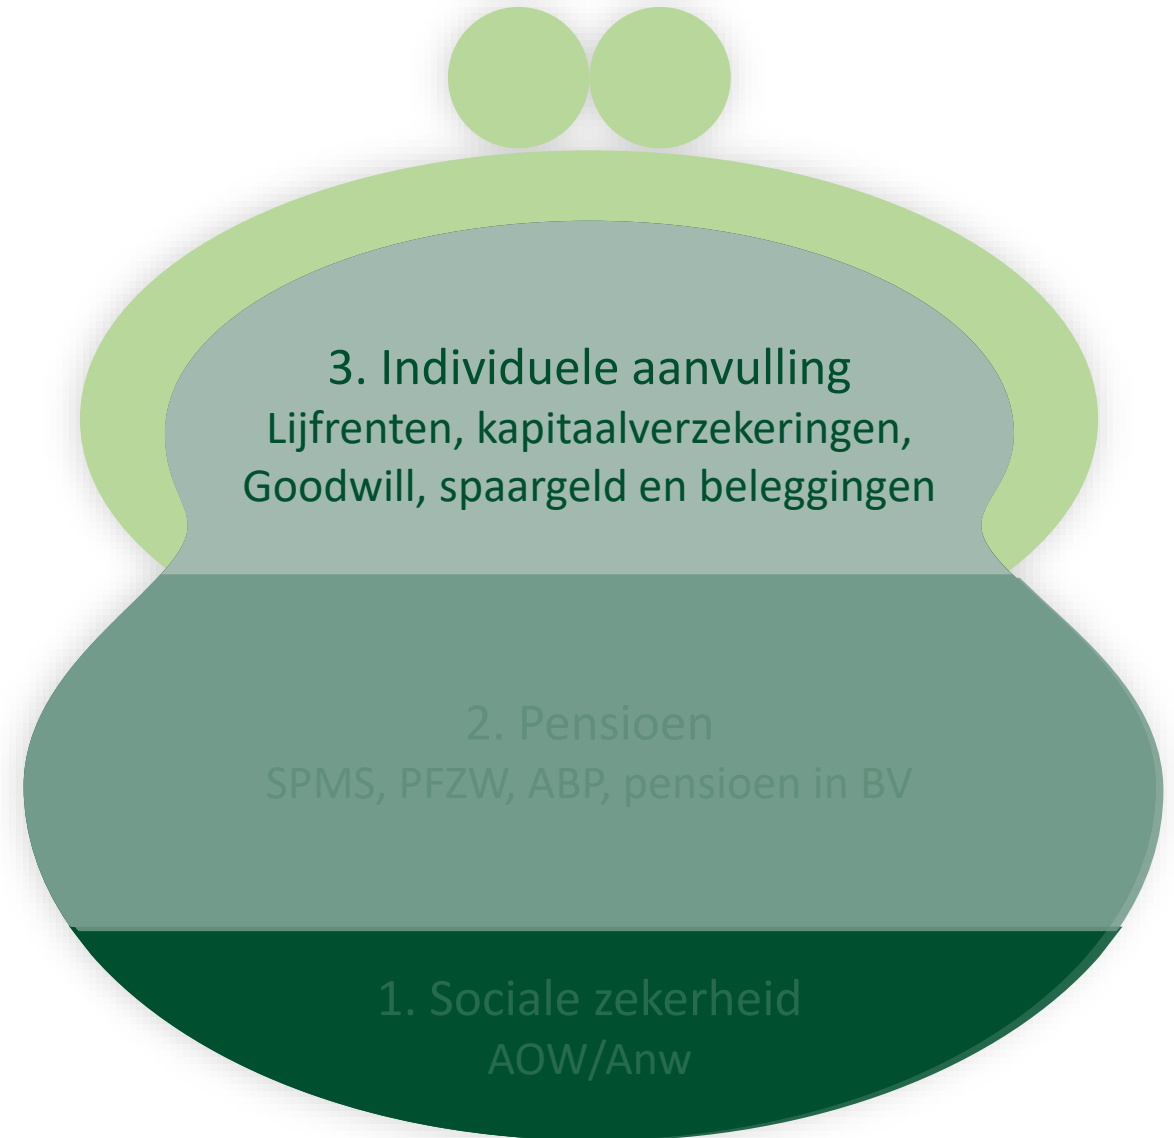 3. Individuele aanvulling
Lijfrenten, kapitaalverzekeringen,
Goodwill, spaargeld en beleggingen
2. Pensioen
SPMS, PFZW, ABP, pensioen in BV
1. Sociale zekerheid
AOW/Anw